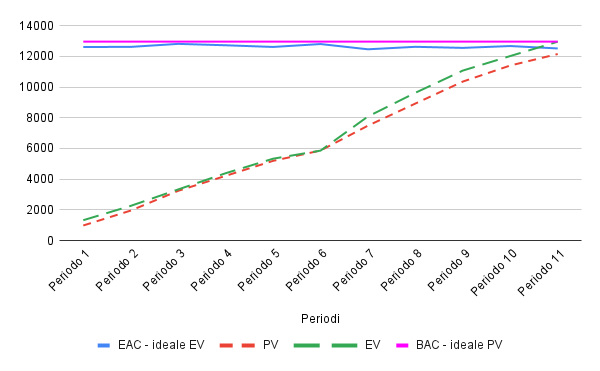 14000
12000
10000
8000
6000
4000
2000
0
Periodo 1
Periodo 2
Periodo 3
Periodo 4
Periodo 5
Periodo 6
Periodo 7
Periodo 8
Periodo 9
Periodo 10
Periodo 11
Periodi
EAC - ideale EV PV EV BAC - ideale PV